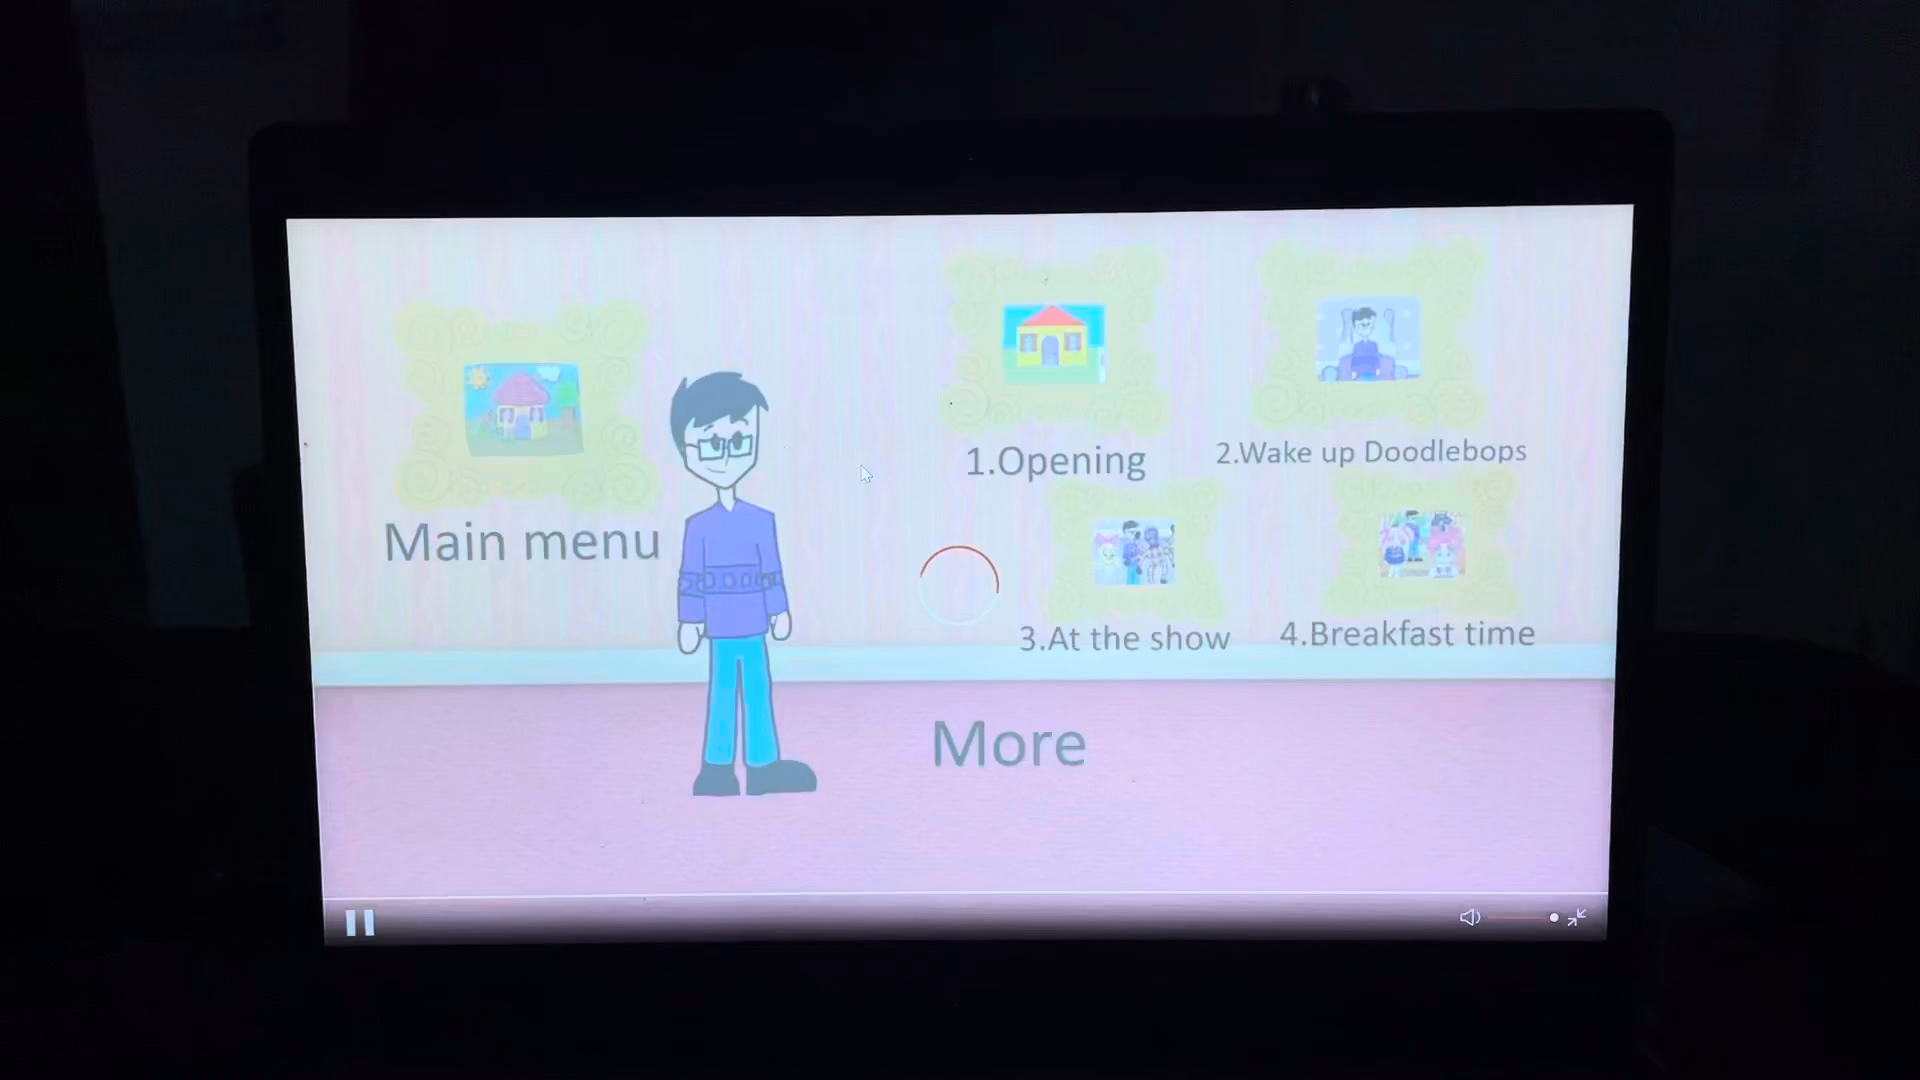 Main menu
1.Opening
2.Wake up Doodlebops
3.At the show
4.Breakfast time
More